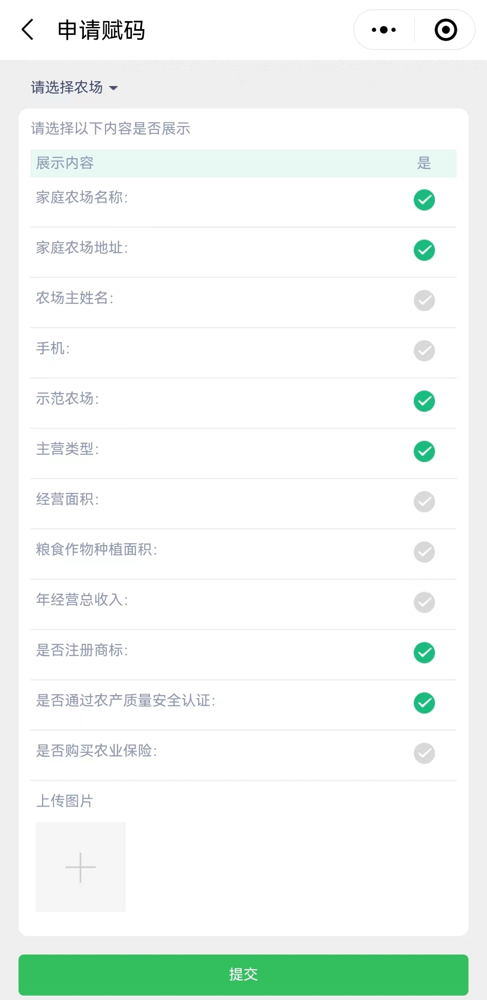 申请赋码
请选择农场
请选择以下内容是否展示
展示内容 是
家庭农场名称:
家庭农场地址:
农场主姓名:
手机:
示范农场:
主营类型:
经营面积:
粮食作物种植面积:
年经营总收入:
是否注册商标:
是否通过农产质量安全认证:
是否购买农业保险:
上传图片
提交